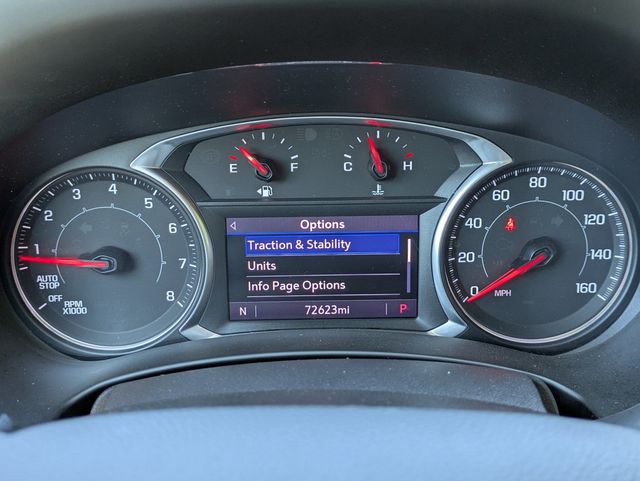 E F
C H
1 2 3 4 5 6 7 8
AUTO
STOP
OFF
RPM
X1000
Options
Traction & Stability
Units
Info Page Options
N 72623mi P
0 20 40 60 80 100 120 140 160
MPH